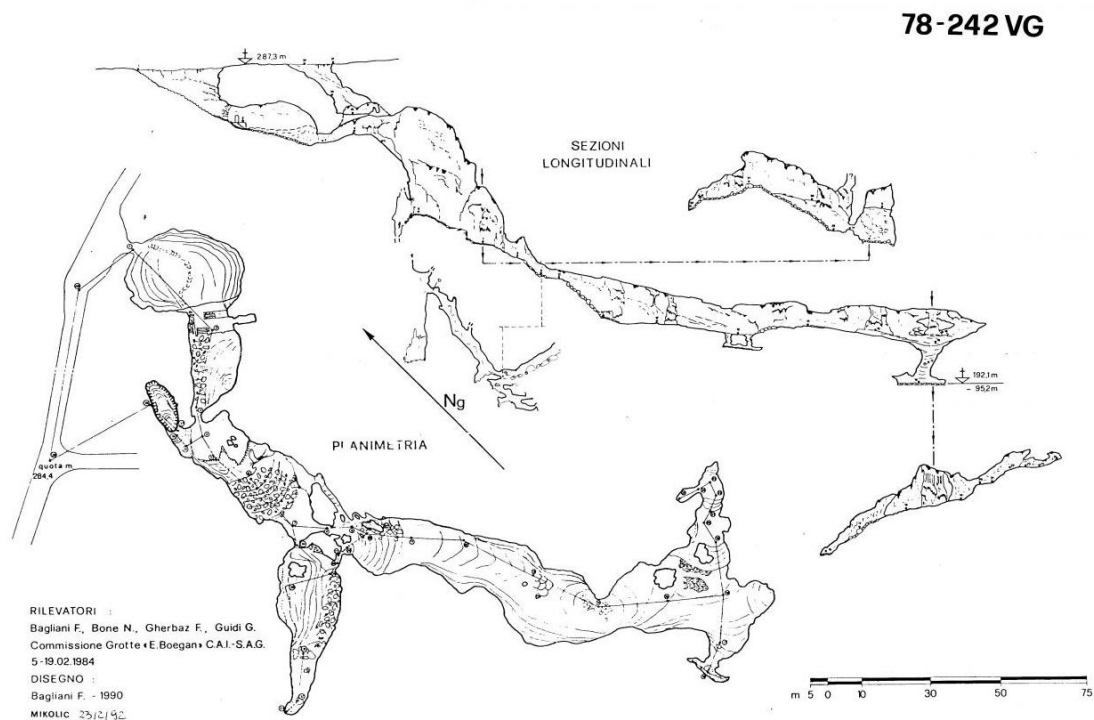 78-242 VG
287,3 m
SEZIONI
LONGITUDINALI
192,1 m
- 95,2 m
Ng
PLANIMETRIA
quota m.
284,4
RILEVATORI :
Bagliani F., Bone N., Gherbaz F., Guidi G.
Commissione Grotte «E.Boegan» C.A.I.-S.A.G.
5-19.02.1984
DISEGNO :
Bagliani F. - 1990
MIKOLIC 23/2/92
m 5 0 10 30 50 75